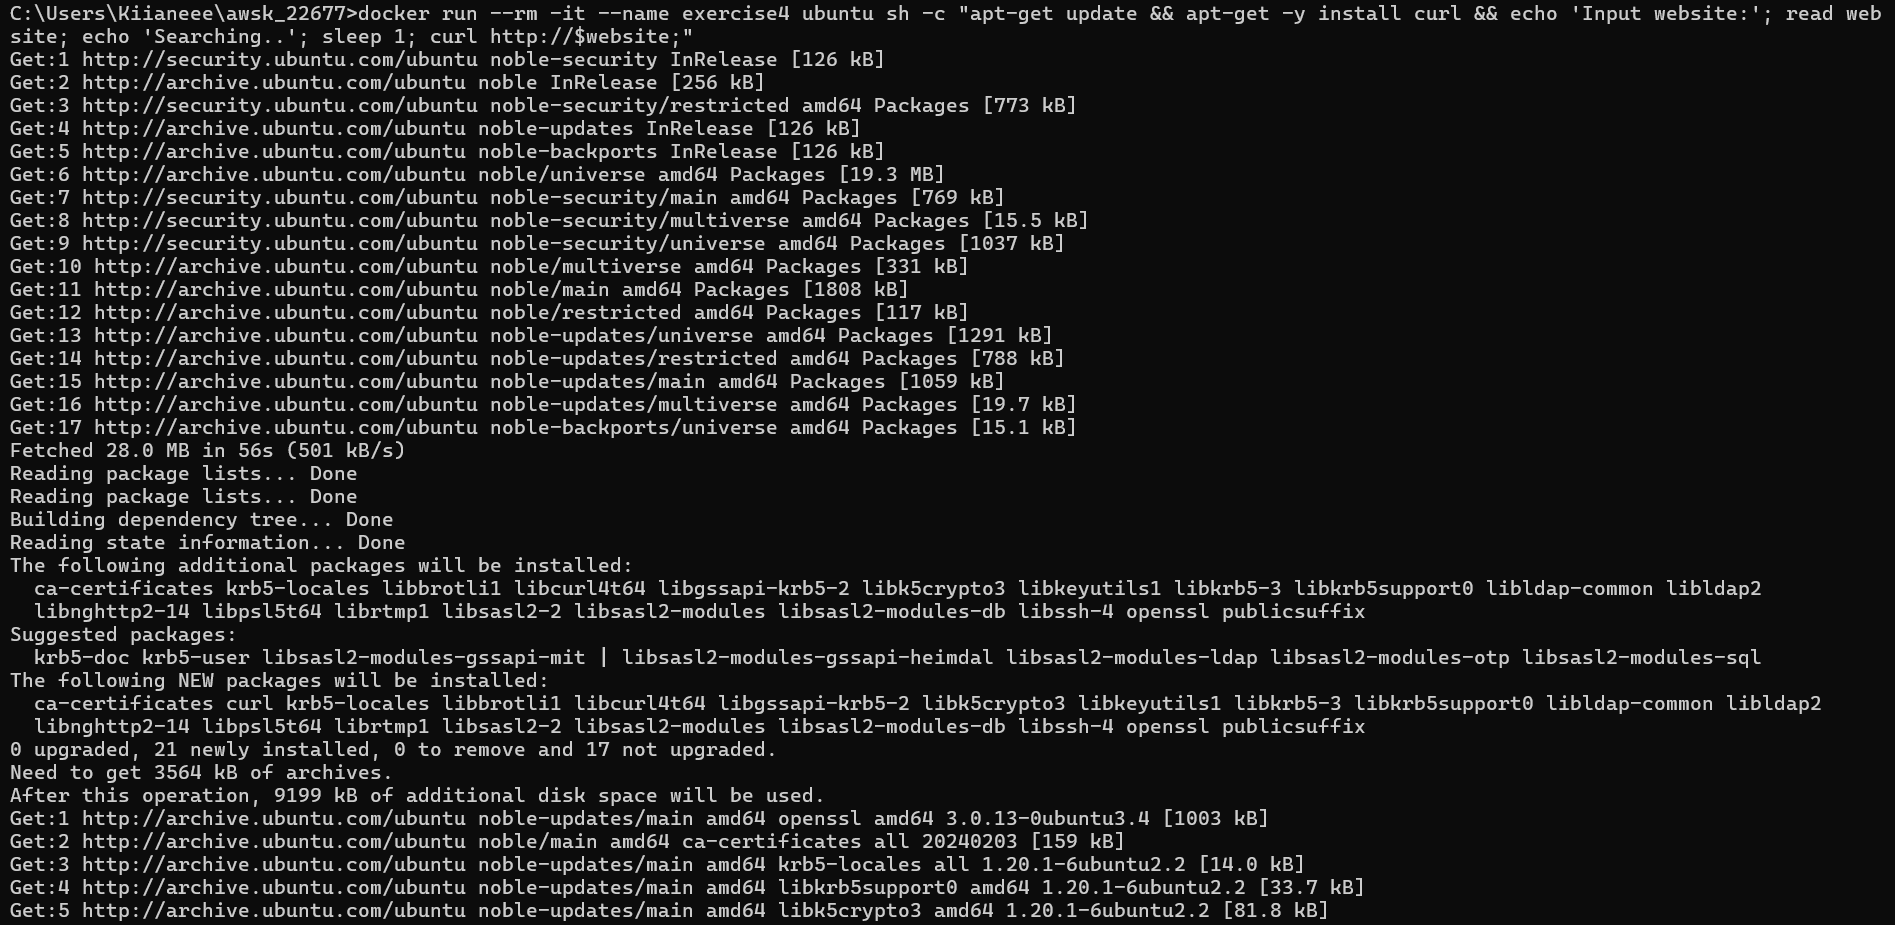 C:\Users\Kiianeee\awsk_22677>docker run --rm -it --name exercise4 ubuntu sh -c "apt-get update && apt-get -y install curl && echo 'Input website:'; read web
site; echo 'Searching..'; sleep 1; curl http://$website;"
Get:1 http://security.ubuntu.com/ubuntu noble-security InRelease [126 kB]
Get:2 http://archive.ubuntu.com/ubuntu noble InRelease [256 kB]
Get:3 http://security.ubuntu.com/ubuntu noble-security/restricted amd64 Packages [773 kB]
Get:4 http://archive.ubuntu.com/ubuntu noble-updates InRelease [126 kB]
Get:5 http://archive.ubuntu.com/ubuntu noble-backports InRelease [126 kB]
Get:6 http://archive.ubuntu.com/ubuntu noble/universe amd64 Packages [19.3 MB]
Get:7 http://security.ubuntu.com/ubuntu noble-security/main amd64 Packages [769 kB]
Get:8 http://security.ubuntu.com/ubuntu noble-security/multiverse amd64 Packages [15.5 kB]
Get:9 http://security.ubuntu.com/ubuntu noble-security/universe amd64 Packages [1037 kB]
Get:10 http://archive.ubuntu.com/ubuntu noble/multiverse amd64 Packages [331 kB]
Get:11 http://archive.ubuntu.com/ubuntu noble/main amd64 Packages [1808 kB]
Get:12 http://archive.ubuntu.com/ubuntu noble/restricted amd64 Packages [117 kB]
Get:13 http://archive.ubuntu.com/ubuntu noble-updates/universe amd64 Packages [1291 kB]
Get:14 http://archive.ubuntu.com/ubuntu noble-updates/restricted amd64 Packages [788 kB]
Get:15 http://archive.ubuntu.com/ubuntu noble-updates/main amd64 Packages [1059 kB]
Get:16 http://archive.ubuntu.com/ubuntu noble-updates/multiverse amd64 Packages [19.7 kB]
Get:17 http://archive.ubuntu.com/ubuntu noble-backports/universe amd64 Packages [15.1 kB]
Fetched 28.0 MB in 56s (501 kB/s)
Reading package lists... Done
Reading package lists... Done
Building dependency tree... Done
Reading state information... Done
The following additional packages will be installed:
  ca-certificates krb5-locales libbrotli1 libcurl4t64 libgssapi-krb5-2 libk5crypto3 libkeyutils1 libkrb5-3 libkrb5support0 libldap-common libldap2
  libnghttp2-14 libpsl5t64 librtmp1 libsasl2-2 libsasl2-modules libsasl2-modules-db libssh-4 openssl publicsuffix
Suggested packages:
  krb5-doc krb5-user libsasl2-modules-gssapi-mit | libsasl2-modules-gssapi-heimdal libsasl2-modules-ldap libsasl2-modules-otp libsasl2-modules-sql
The following NEW packages will be installed:
  ca-certificates curl krb5-locales libbrotli1 libcurl4t64 libgssapi-krb5-2 libk5crypto3 libkeyutils1 libkrb5-3 libkrb5support0 libldap-common libldap2
  libnghttp2-14 libpsl5t64 librtmp1 libsasl2-2 libsasl2-modules libsasl2-modules-db libssh-4 openssl publicsuffix
0 upgraded, 21 newly installed, 0 to remove and 17 not upgraded.
Need to get 3564 kB of archives.
After this operation, 9199 kB of additional disk space will be used.
Get:1 http://archive.ubuntu.com/ubuntu noble-updates/main amd64 openssl amd64 3.0.13-0ubuntu3.4 [1003 kB]
Get:2 http://archive.ubuntu.com/ubuntu noble/main amd64 ca-certificates all 20240203 [159 kB]
Get:3 http://archive.ubuntu.com/ubuntu noble-updates/main amd64 krb5-locales all 1.20.1-6ubuntu2.2 [14.0 kB]
Get:4 http://archive.ubuntu.com/ubuntu noble-updates/main amd64 libkrb5support0 amd64 1.20.1-6ubuntu2.2 [33.7 kB]
Get:5 http://archive.ubuntu.com/ubuntu noble-updates/main amd64 libk5crypto3 amd64 1.20.1-6ubuntu2.2 [81.8 kB]